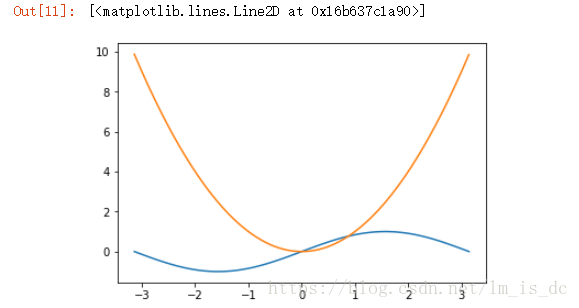 Out[11]: [<matplotlib.lines.Line2D at 0x16b637c1a90>]
10
8
6
4
2
0
−3 −2 −1 0 1 2 3
https://blog.csdn.net/lm_is_dc